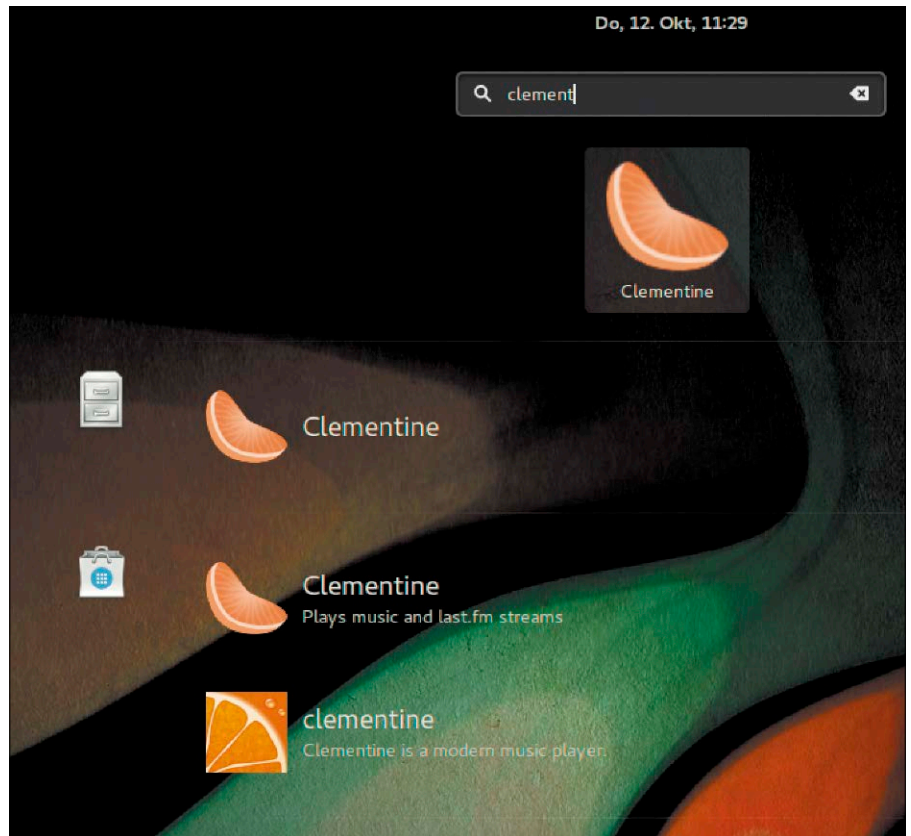 Do, 12. Okt, 11:29
clement
Clementine
Clementine
Clementine
Plays music and last.fm streams
clementine
Clementine is a modern music player.